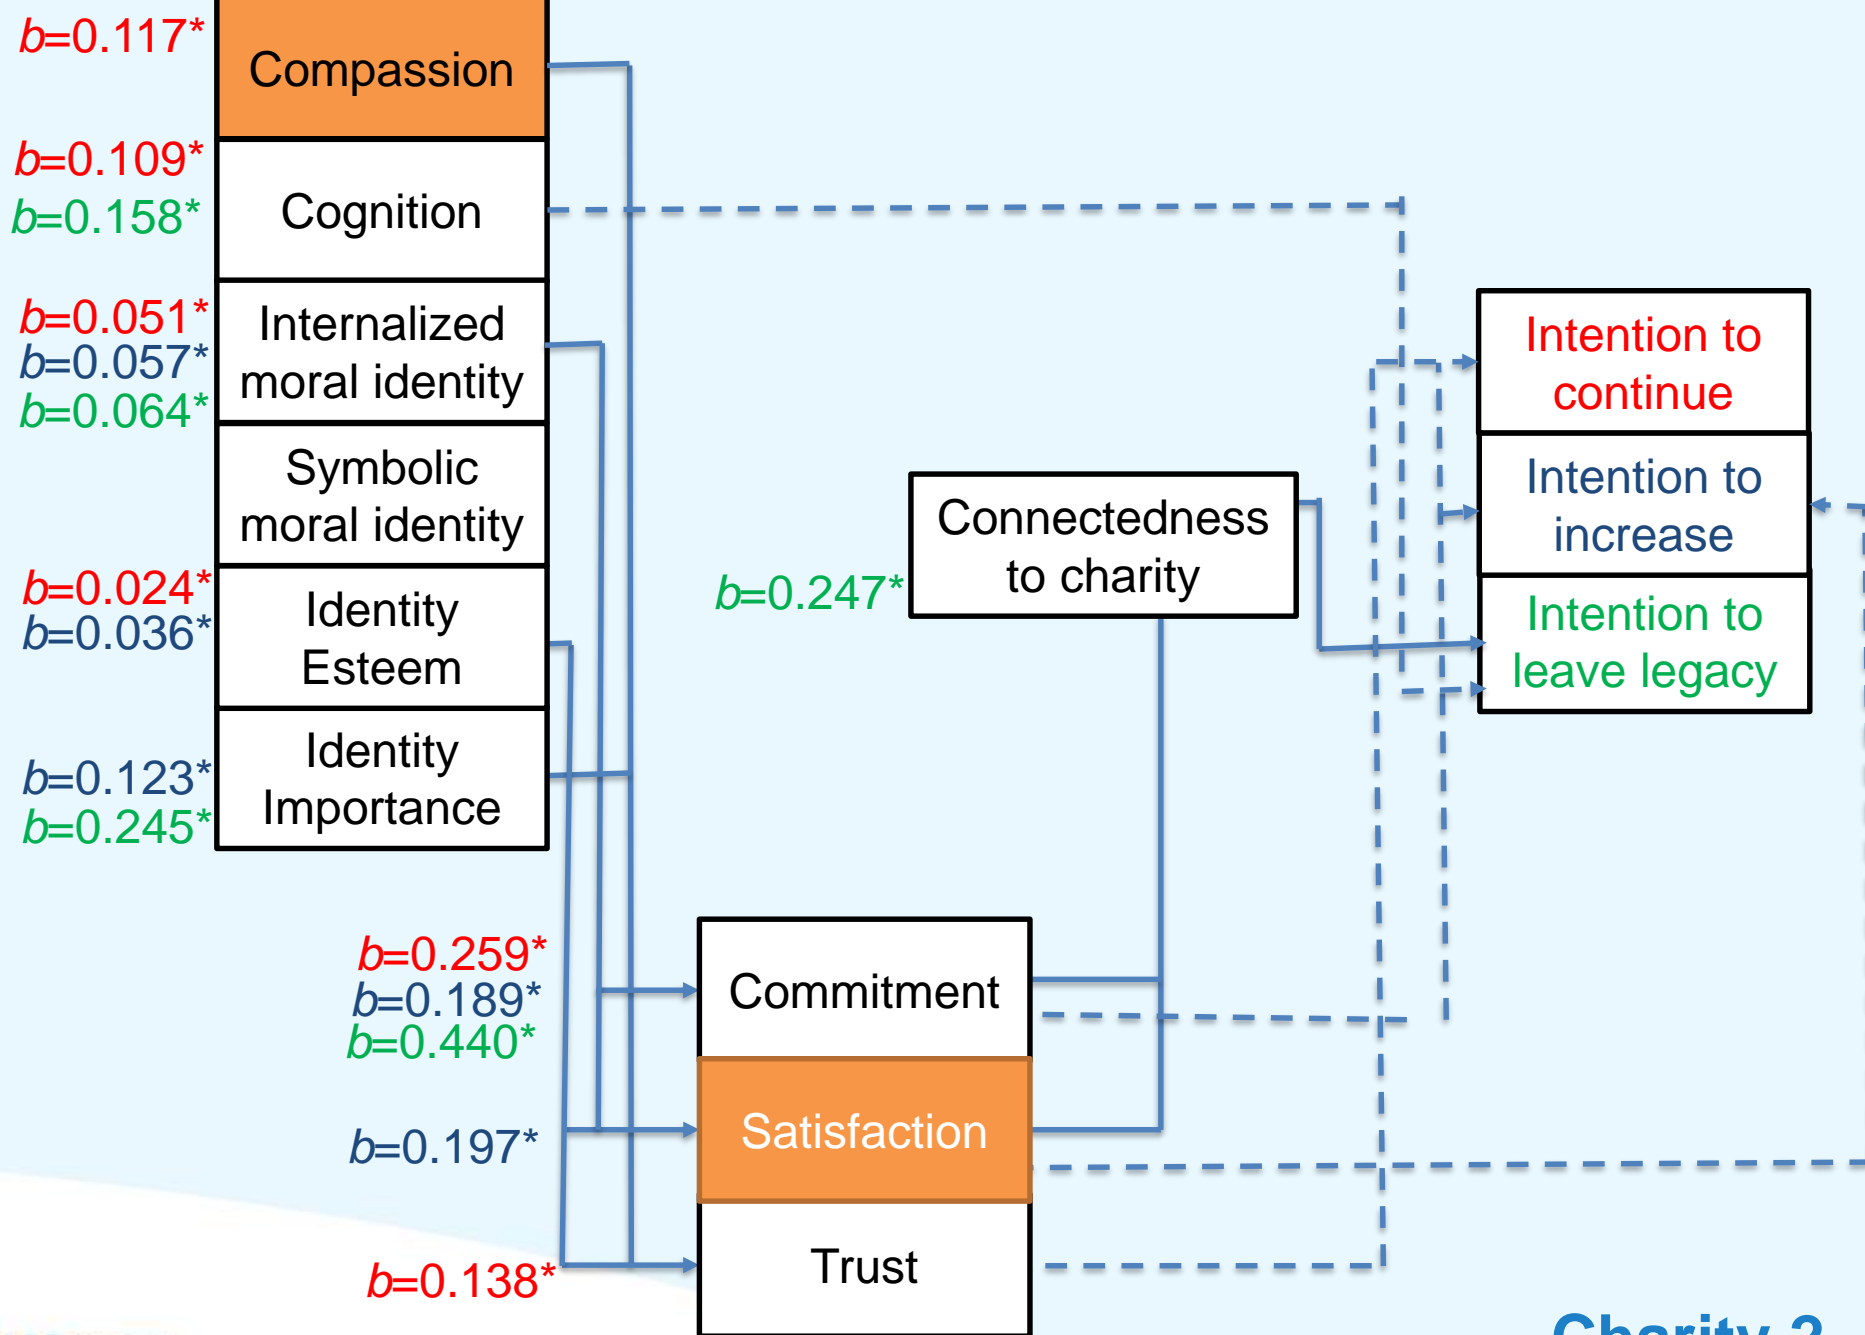 b=0.117*
Compassion
b=0.109*
b=0.158*
Cognition
b=0.051*
b=0.057*
b=0.064*
Internalized
moral identity
Symbolic
moral identity
b=0.024*
b=0.036*
Identity
Esteem
b=0.123*
b=0.245*
Identity
Importance
b=0.247*
Connectedness
to charity
Intention to
continue
Intention to
increase
Intention to
leave legacy
b=0.259*
b=0.189*
b=0.440*
Commitment
b=0.197*
Satisfaction
b=0.138*
Trust
Charity 2